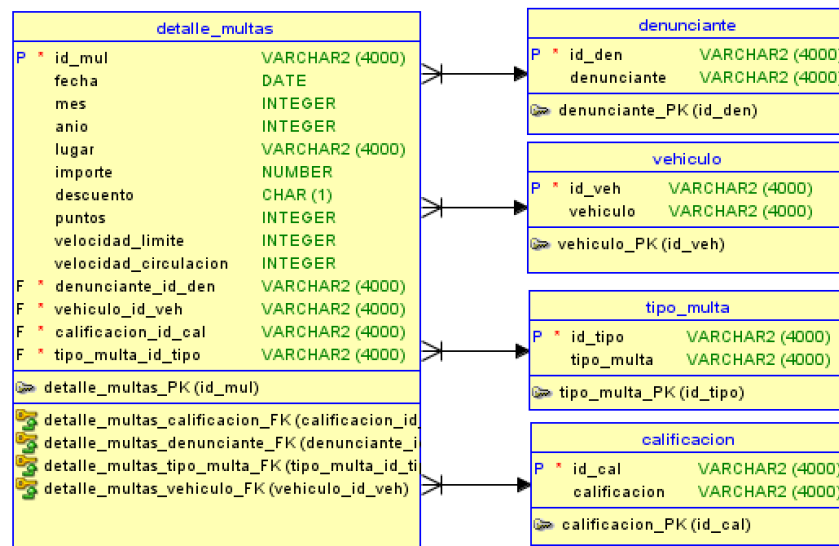 detalle_multas
P * id_mul VARCHAR2 (4000)
fecha DATE
mes INTEGER
anio INTEGER
lugar VARCHAR2 (4000)
importe NUMBER
descuento CHAR (1)
puntos INTEGER
velocidad_limite INTEGER
velocidad_circulacion INTEGER
F * denunciante_id_den VARCHAR2 (4000)
F * vehiculo_id_veh VARCHAR2 (4000)
F * calificacion_id_cal VARCHAR2 (4000)
F * tipo_multa_id_tipo VARCHAR2 (4000)
detalle_multas_PK (id_mul)
detalle_multas_calificacion_FK (calificacion_id_
detalle_multas_denunciante_FK (denunciante_i
detalle_multas_tipo_multa_FK (tipo_multa_id_ti
detalle_multas_vehiculo_FK (vehiculo_id_veh)
denunciante
P * id_den VARCHAR2 (4000)
denunciante VARCHAR2 (4000)
denunciante_PK (id_den)
vehiculo
P * id_veh VARCHAR2 (4000)
vehiculo VARCHAR2 (4000)
vehiculo_PK (id_veh)
tipo_multa
P * id_tipo VARCHAR2 (4000)
tipo_multa VARCHAR2 (4000)
tipo_multa_PK (id_tipo)
calificacion
P * id_cal VARCHAR2 (4000)
calificacion VARCHAR2 (4000)
calificacion_PK (id_cal)